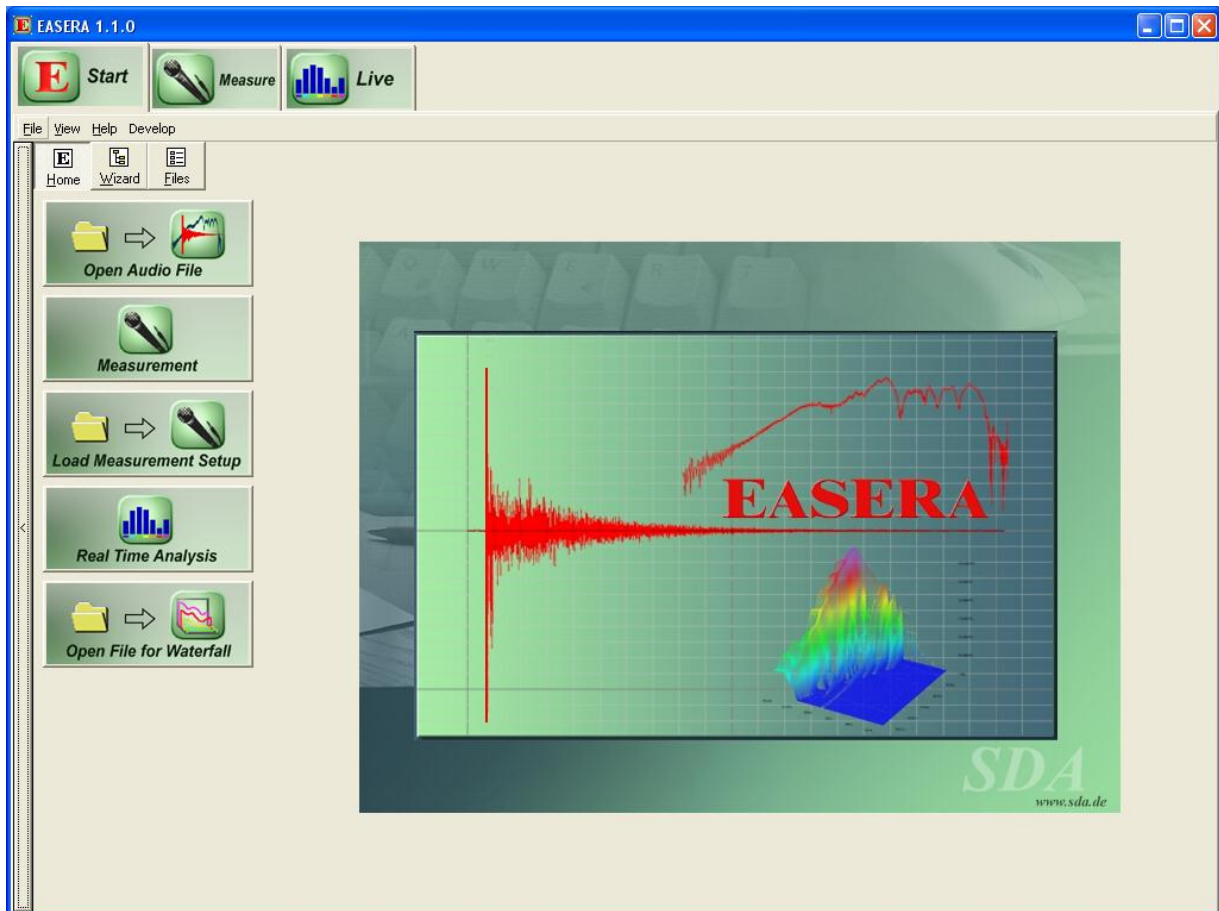 EASERA 1.1.0
Start
Measure
Live
File View Help Develop
Home Wizard Files
Open Audio File
Measurement
Load Measurement Setup
Real Time Analysis
Open File for Waterfall
EASERA
SDA
www.sda.de